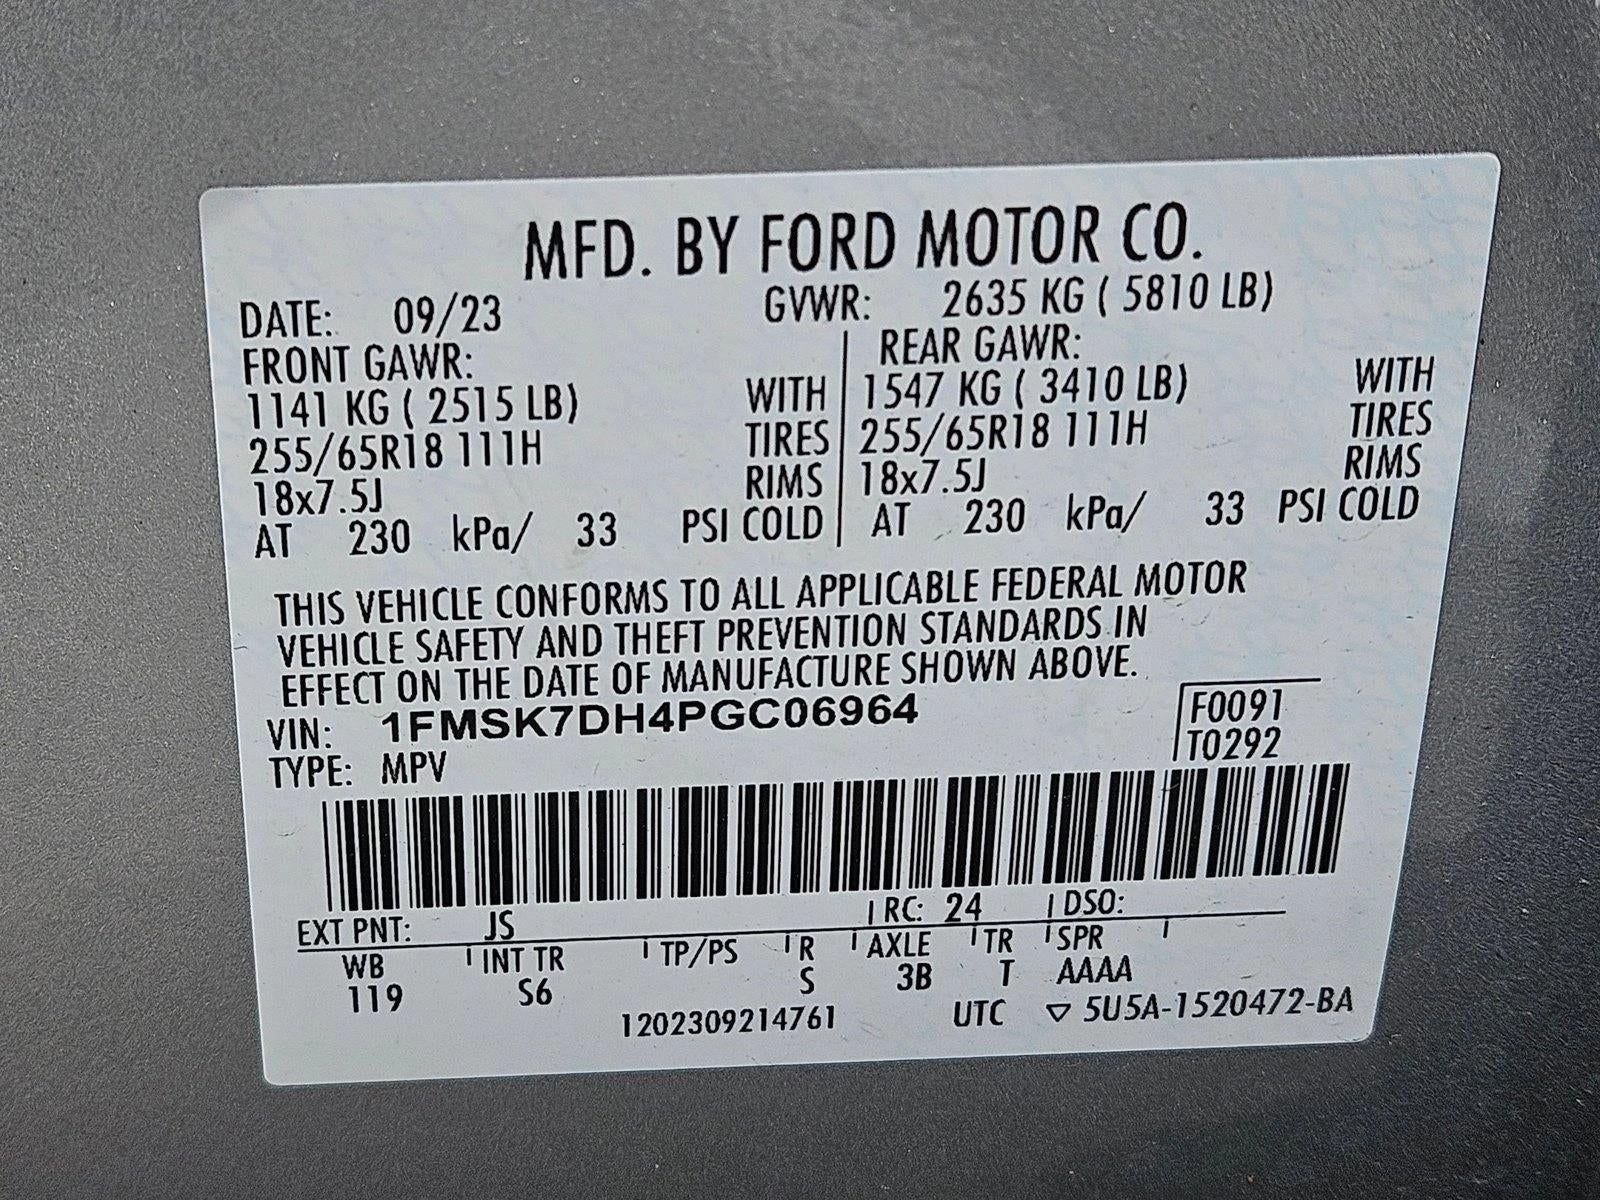 MFD. BY FORD MOTOR CO.
DATE: 09/23 GVWR: 2635 KG ( 5810 LB)
FRONT GAWR: REAR GAWR:
1141 KG ( 2515 LB) WITH 1547 KG ( 3410 LB) WITH
255/65R18 111H TIRES 255/65R18 111H TIRES
18x7.5J RIMS 18x7.5J RIMS
AT 230 kPa/ 33 PSI COLD AT 230 kPa/ 33 PSI COLD
THIS VEHICLE CONFORMS TO ALL APPLICABLE FEDERAL MOTOR
VEHICLE SAFETY AND THEFT PREVENTION STANDARDS IN
EFFECT ON THE DATE OF MANUFACTURE SHOWN ABOVE.
VIN: 1FMSK7DH4PGC06964 F0091
TYPE: MPV T0292
EXT PNT: JS RC: 24 DSO:
WB INT TR TP/PS R AXLE TR SPR
119 S6 S 3B T AAAA
1202309214761 UTC ▽ 5U5A-1520472-BA